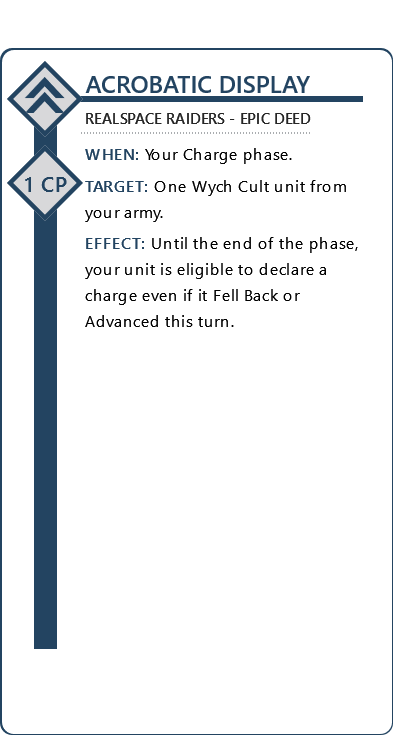 ACROBATIC DISPLAY
REALSPACE RAIDERS - EPIC DEED
WHEN: Your Charge phase.
1 CP
TARGET: One Wych Cult unit from
your army.
EFFECT: Until the end of the phase,
your unit is eligible to declare a
charge even if it Fell Back or
Advanced this turn.